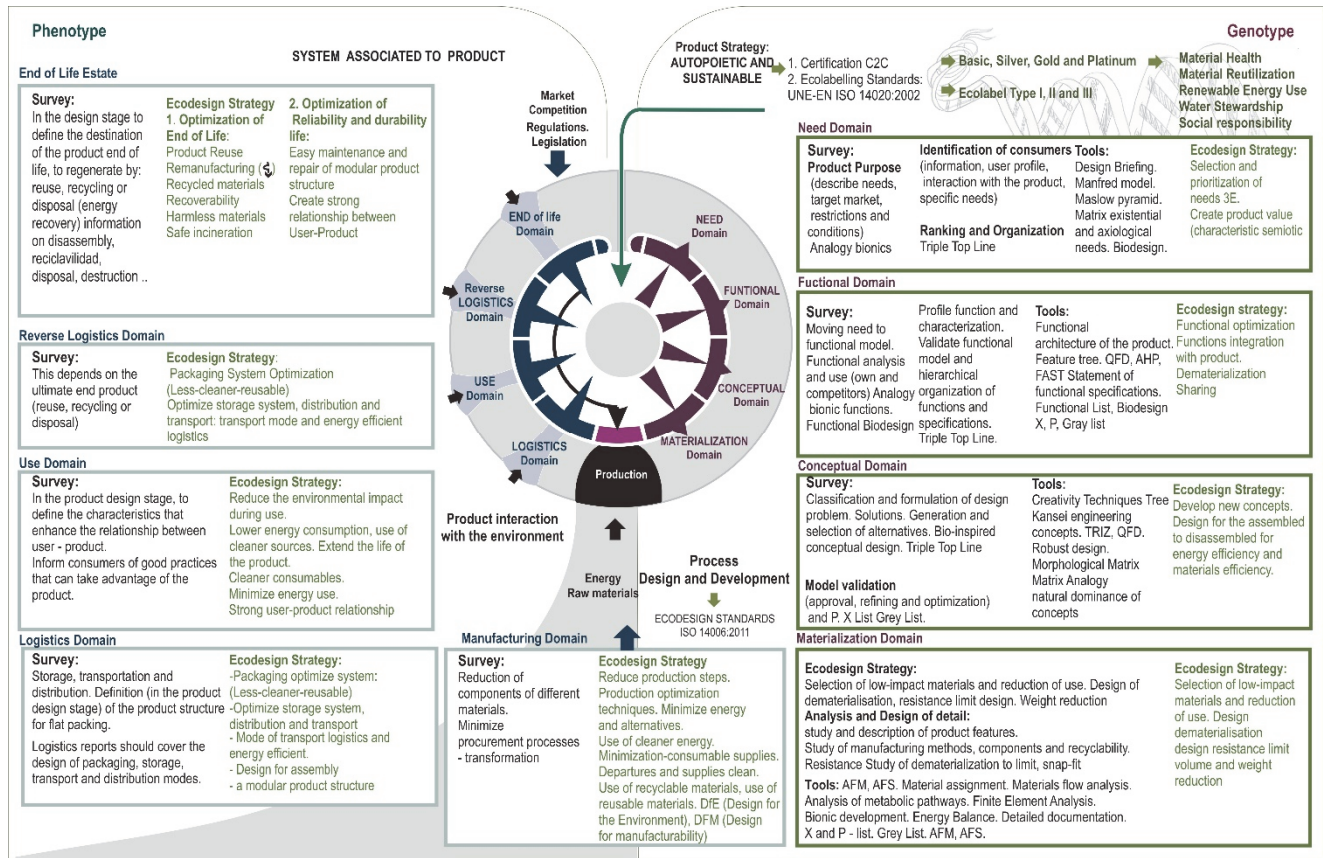 Phenotype
SYSTEM ASSOCIATED TO PRODUCT
End of Life Estate
Survey:
In the design stage to
define the destination
of the product end of
life, to regenerate by:
reuse, recycling or
disposal (energy
recovery) information
on disassembly,
reciclavilidad,
disposal, destruction ..
Ecodesign Strategy
1. Optimization of
End of Life:
Product Reuse
Remanufacturing ( )
Recycled materials
Recoverability
Harmless materials
Safe incineration
2. Optimization of
Reliability and durability
life:
Easy maintenance and
repair of modular product
structure
Create strong
relationship between
User-Product
Reverse Logistics Domain
Survey:
This depends on the
ultimate end product
(reuse, recycling or
disposal)
Ecodesign Strategy:
Packaging System Optimization
(Less-cleaner-reusable)
Optimize storage system, distribution and
transport: transport mode and energy efficient
logistics
Use Domain
Survey:
In the product design stage, to
define the characteristics that
enhance the relationship between
user - product.
Inform consumers of good practices
that can take advantage of the
product.
Ecodesign Strategy:
Reduce the environmental impact
during use.
Lower energy consumption, use of
cleaner sources. Extend the life of
the product.
Cleaner consumables.
Minimize energy use.
Strong user-product relationship
Logistics Domain
Survey:
Storage, transportation and
distribution. Definition (in the product
design stage) of the product structure
for flat packing.
Logistics reports should cover the
design of packaging, storage,
transport and distribution modes.
Ecodesign Strategy:
-Packaging optimize system:
(Less-cleaner-reusable)
-Optimize storage system,
distribution and transport
- Mode of transport logistics and
energy efficient.
- Design for assembly
- a modular product structure
Market
Competition
Regulations.
Legislation
END of life
Domain
Reverse
LOGISTICS
Domain
USE
Domain
LOGISTICS
Domain
NEED
Domain
FUNTIONAL
Domain
CONCEPTUAL
Domain
MATERIALIZATION
Domain
Production
Product interaction
with the environment
Energy
Raw materials
Process
Design and Development
ECODESIGN STANDARDS
ISO 14006:2011
Manufacturing Domain
Survey:
Reduction of
components of different
materials.
Minimize
procurement processes
- transformation
Ecodesign Strategy
Reduce production steps.
Production optimization
techniques. Minimize energy
and alternatives.
Use of cleaner energy.
Minimization-consumable supplies.
Departures and supplies clean.
Use of recyclable materials, use of
reusable materials. DfE (Design for
the Environment), DFM (Design
for manufacturability)
Product Strategy:
AUTOPOIETIC AND
SUSTAINABLE
1. Certification C2C
2. Ecolabelling Standards:
UNE-EN ISO 14020:2002
Basic, Silver, Gold and Platinum
Ecolabel Type I, II and III
Genotype
Material Health
Material Reutilization
Renewable Energy Use
Water Stewardship
Social responsibility
Need Domain
Survey:
Product Purpose
(describe needs,
target market,
restrictions and
conditions)
Analogy bionics
Identification of consumers
(information, user profile,
interaction with the product,
specific needs)
Ranking and Organization
Triple Top Line
Tools:
Design Briefing.
Manfred model.
Maslow pyramid.
Matrix existential
and axiological
needs. Biodesign.
Ecodesign Strategy:
Selection and
prioritization of
needs 3E.
Create product value
(characteristic semiotic
Fuctional Domain
Survey:
Moving need to
functional model.
Functional analysis
and use (own and
competitors) Analogy
bionic functions.
Functional Biodesign
Profile function and
characterization.
Validate functional
model and
hierarchical
organization of
functions and
specifications.
Triple Top Line.
Tools:
Functional
architecture of the product.
Feature tree. QFD, AHP,
FAST Statement of
specifications.
Functional List, Biodesign
X, P, Gray list
Ecodesign strategy:
Functional optimization
Functions integration
with product.
Dematerialization
Sharing
Conceptual Domain
Survey:
Classification and formulation of design
problem. Solutions. Generation and
selection of alternatives. Bio-inspired
conceptual design. Triple Top Line
Model validation
(approval, refining and optimization)
and P. X List Grey List.
Tools:
Creativity Techniques Tree
Kansei engineering
concepts. TRIZ, QFD.
Robust design.
Morphological Matrix
Matrix Analogy
natural dominance of
concepts
Ecodesign Strategy:
Develop new concepts.
Design for the assembled
to disassembled for
energy efficiency and
materials efficiency.
Materialization Domain
Ecodesign Strategy:
Selection of low-impact materials and reduction of use. Design of
dematerialisation, resistance limit design. Weight reduction
Analysis and Design of detail:
study and description of product features.
Study of manufacturing methods, components and recyclability.
Resistance Study of dematerialization to limit, snap-fit
Tools: AFM, AFS. Material assignment. Materials flow analysis.
Analysis of metabolic pathways. Finite Element Analysis.
Bionic development. Energy Balance. Detailed documentation.
X and P - list. Grey List. AFM, AFS.
Ecodesign Strategy:
Selection of low-impact
materials and reduction
of use. Design
dematerialisation
design resistance limit
volume and weight
reduction